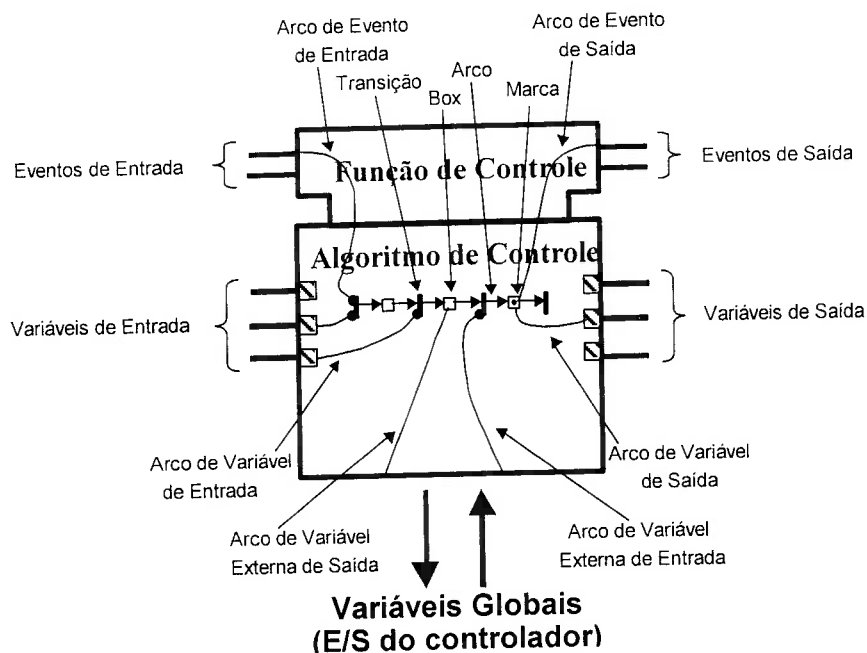 Arco de Evento
de Entrada
Transição
Box
Arco
Marca
Arco de Evento
de Saída
Eventos de Entrada
Função de Controle
Eventos de Saída
Algoritmo de Controle
Variáveis de Entrada
Variáveis de Saída
Arco de Variável
de Entrada
Arco de Variável
Externa de Saída
Arco de Variável
Externa de Entrada
Arco de Variável
de Saída
Variáveis Globais
(E/S do controlador)